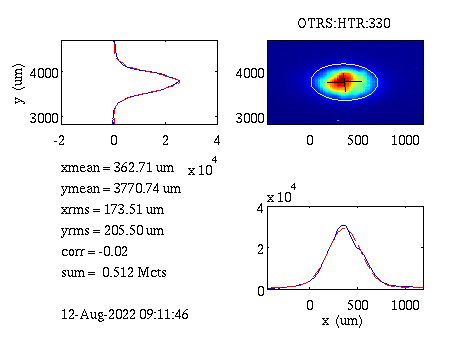 OTRS:HTR:330
y (um)
4000
3000
-2
0
2
4
x 10^4
4000
3000
0
500
1000
xmean = 362.71 um
ymean = 3770.74 um
xrms = 173.51 um
yrms = 205.50 um
corr = -0.02
sum = 0.512 Mcts
12-Aug-2022 09:11:46
x 10^4
4
2
0
0
500
1000
x (um)